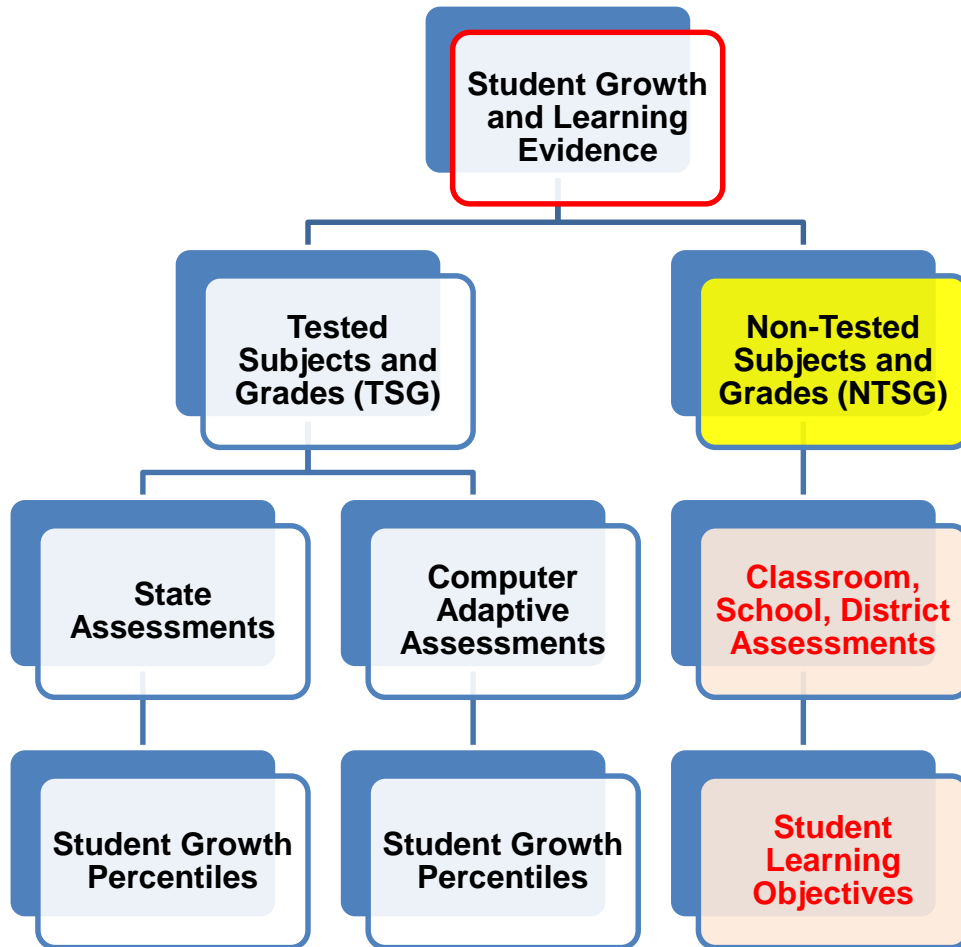 Student Growth
and Learning
Evidence
Tested
Subjects and
Grades (TSG)
Non-Tested
Subjects and
Grades (NTSG)
State
Assessments
Computer
Adaptive
Assessments
Classroom,
School, District
Assessments
Student Growth
Percentiles
Student Growth
Percentiles
Student
Learning
Objectives